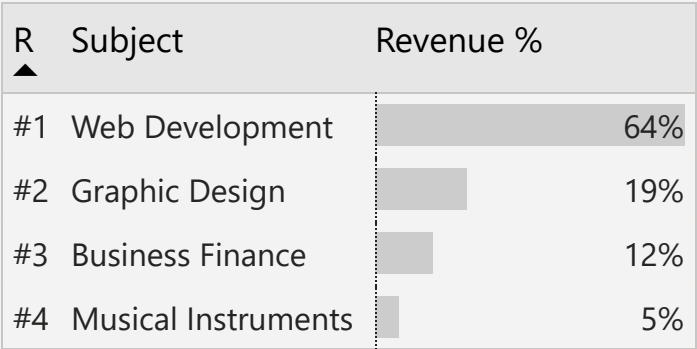 R Subject Revenue %
#1 Web Development 64%
#2 Graphic Design 19%
#3 Business Finance 12%
#4 Musical Instruments 5%